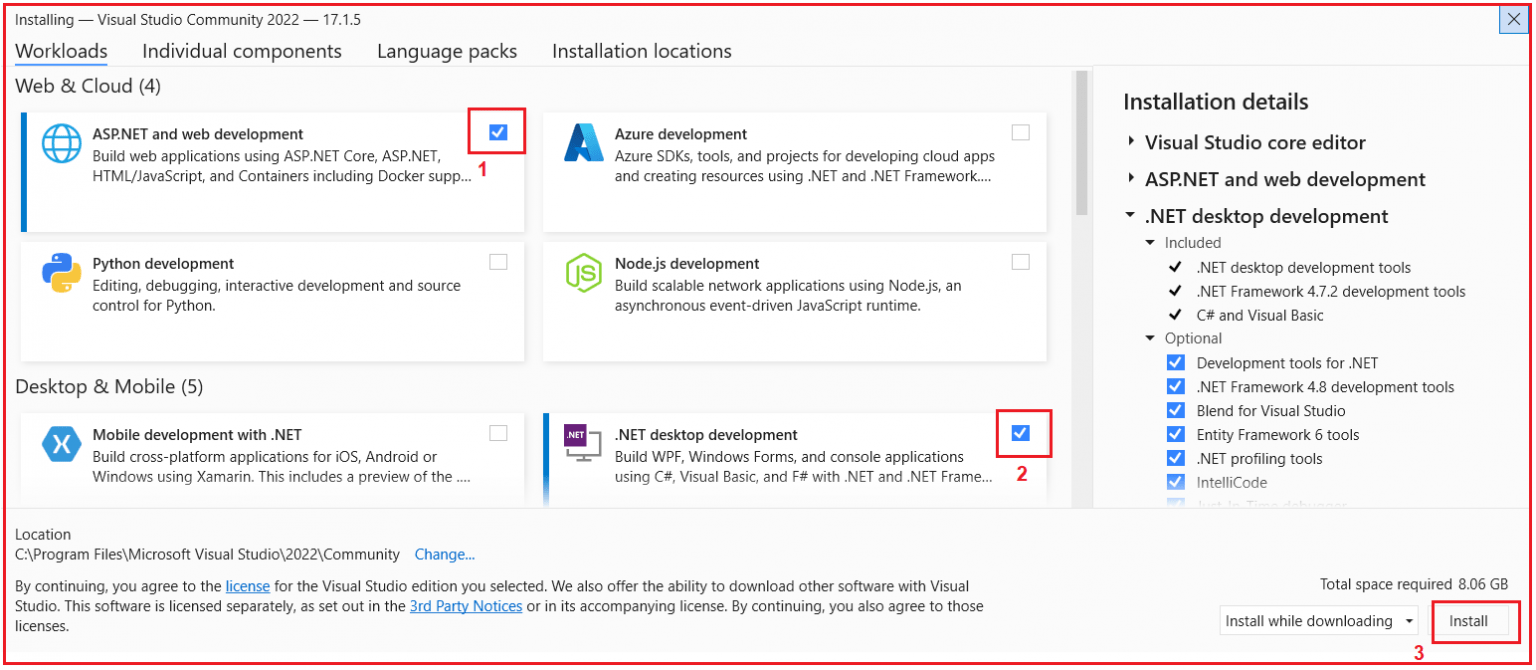 Installing — Visual Studio Community 2022 — 17.1.5
Workloads Individual components Language packs Installation locations
Web & Cloud (4)
ASP.NET and web development
Build web applications using ASP.NET Core, ASP.NET,
HTML/JavaScript, and Containers including Docker supp...
1
Azure development
Azure SDKs, tools, and projects for developing cloud apps
and creating resources using .NET and .NET Framework....
Python development
Editing, debugging, interactive development and source
control for Python.
JS
Node.js development
Build scalable network applications using Node.js, an
asynchronous event-driven JavaScript runtime.
Desktop & Mobile (5)
Mobile development with .NET
Build cross-platform applications for iOS, Android or
Windows using Xamarin. This includes a preview of the ....
.NET
.NET desktop development
Build WPF, Windows Forms, and console applications
using C#, Visual Basic, and F# with .NET and .NET Frame...
2
Installation details
Visual Studio core editor
ASP.NET and web development
.NET desktop development
Included
.NET desktop development tools
.NET Framework 4.7.2 development tools
C# and Visual Basic
Optional
Development tools for .NET
.NET Framework 4.8 development tools
Blend for Visual Studio
Entity Framework 6 tools
.NET profiling tools
IntelliCode
Just-In-Time debugger
Location
C:\Program Files\Microsoft Visual Studio\2022\Community Change...
By continuing, you agree to the license for the Visual Studio edition you selected. We also offer the ability to download other software with Visual
Studio. This software is licensed separately, as set out in the 3rd Party Notices or in its accompanying license. By continuing, you also agree to those
licenses.
Total space required 8.06 GB
Install while downloading
Install
3